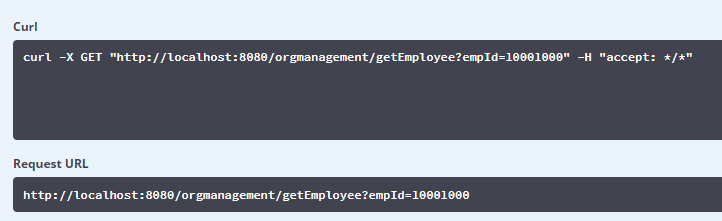 Curl
curl -X GET "http://localhost:8080/orgmanagement/getEmployee?empId=10001000" -H "accept: */*"
Request URL
http://localhost:8080/orgmanagement/getEmployee?empId=10001000